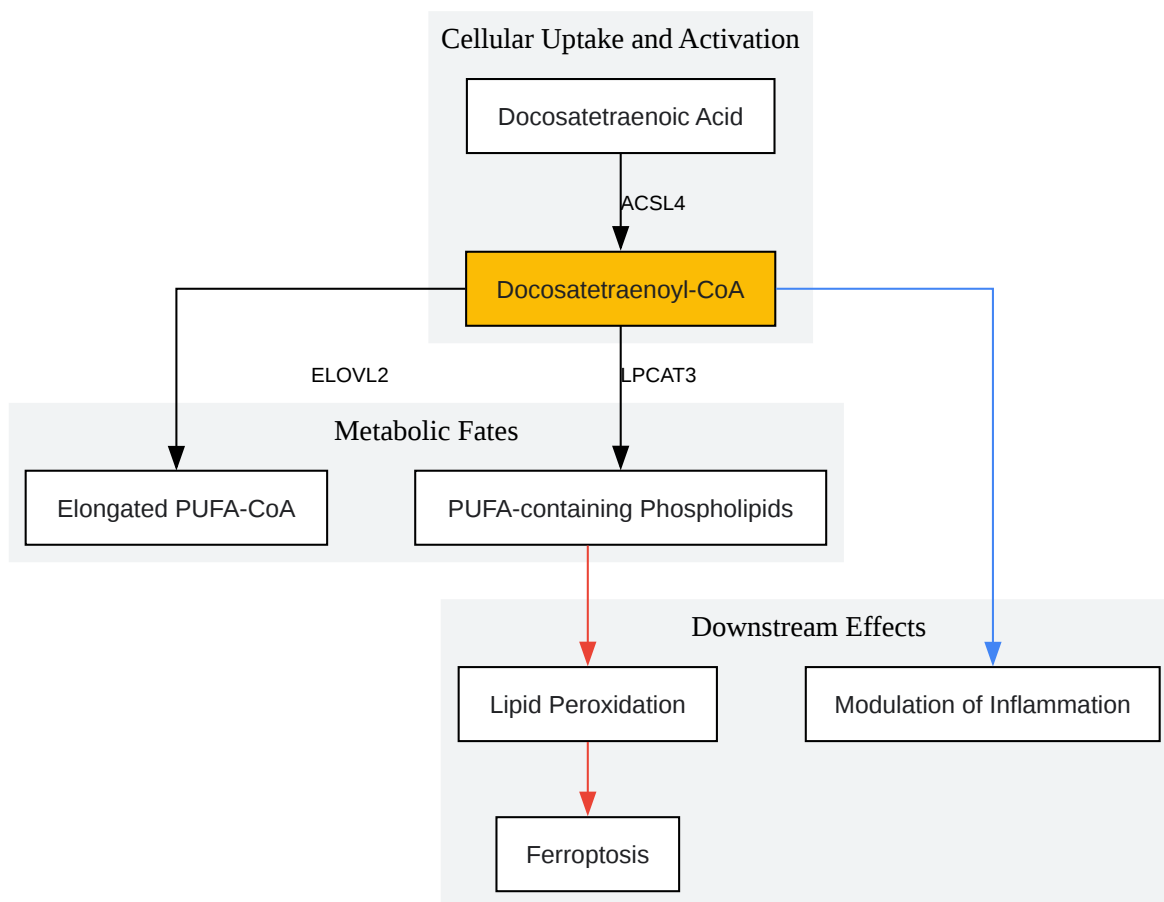 Cellular Uptake and Activation
Docosatetraenoic Acid
ACSL4
Docosatetraenoyl-CoA
ELOVL2
LPCAT3
Metabolic Fates
Elongated PUFA-CoA
PUFA-containing Phospholipids
Downstream Effects
Lipid Peroxidation
Modulation of Inflammation
Ferroptosis